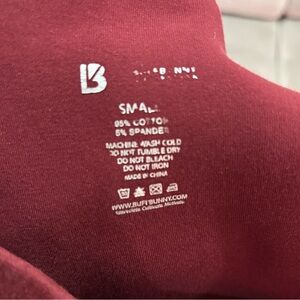 B
SMALL
95% COTTON
5% SPANDEX
MACHINE WASH COLD
DO NOT TUMBLE DRY
DO NOT BLEACH
DO NOT IRON
MADE IN CHINA
WWW.BUFFBUNNY.COM